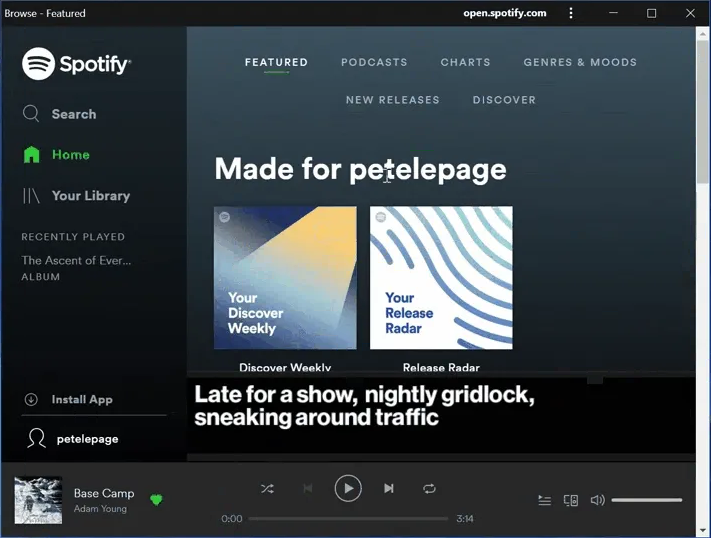 Browse - Featured
open.spotify.com
Spotify®
Search
Home
Your Library
RECENTLY PLAYED
The Ascent of Ever...
ALBUM
Install App
petelepage
FEATURED
PODCASTS
CHARTS
GENRES & MOODS
NEW RELEASES
DISCOVER
Made for petelepage
Your
Discover
Weekly
Your
Release
Radar
Discover Weekly
Release Radar
Late for a show, nightly gridlock,
sneaking around traffic
Base Camp
Adam Young
0:00
3:14